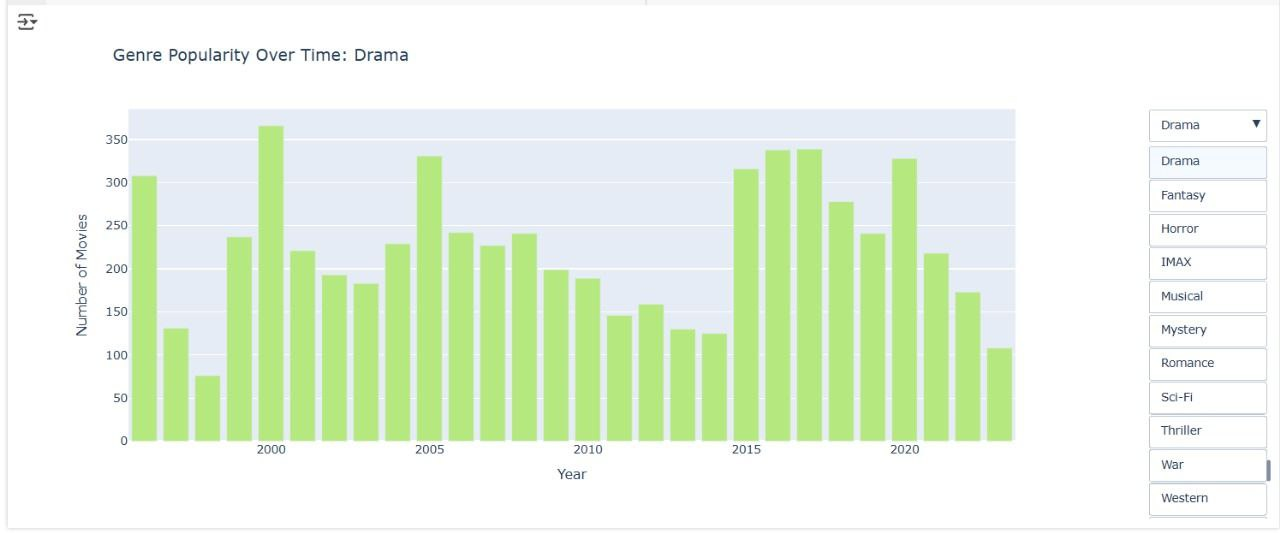 Genre Popularity Over Time: Drama
Number of Movies
350
300
250
200
150
100
50
0
2000 2005 2010 2015 2020
Year
Drama ▼
Drama
Fantasy
Horror
IMAX
Musical
Mystery
Romance
Sci-Fi
Thriller
War
Western